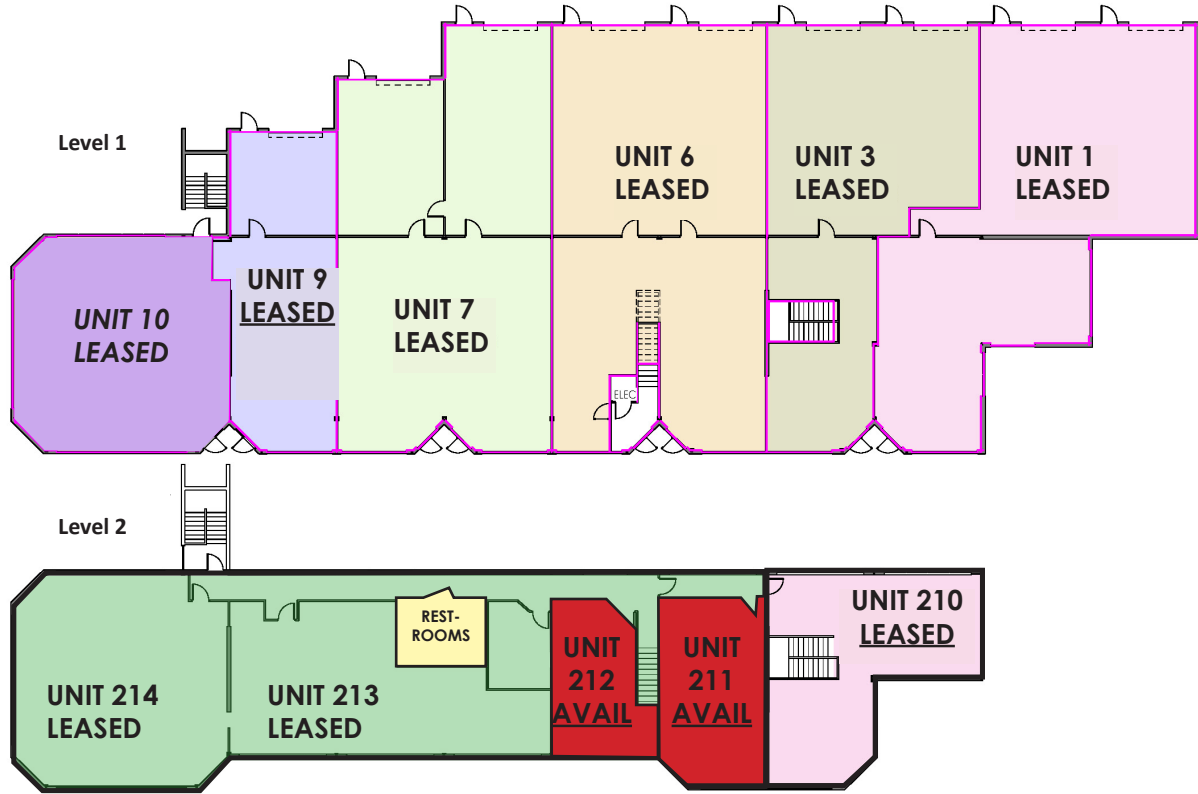 Level 1
UNIT 6
LEASED
UNIT 3
LEASED
UNIT 1
LEASED
UNIT 10
LEASED
UNIT 9
LEASED
UNIT 7
LEASED
ELEC
Level 2
UNIT 214
LEASED
UNIT 213
LEASED
REST-
ROOMS
UNIT
212
AVAIL
UNIT
211
AVAIL
UNIT 210
LEASED